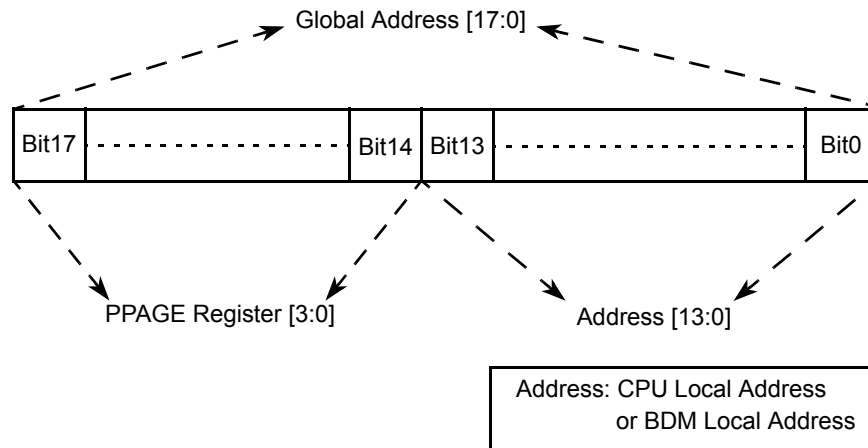 Global Address [17:0]
Bit17 Bit14 Bit13 Bit0
PPAGE Register [3:0] Address [13:0]
Address: CPU Local Address
or BDM Local Address